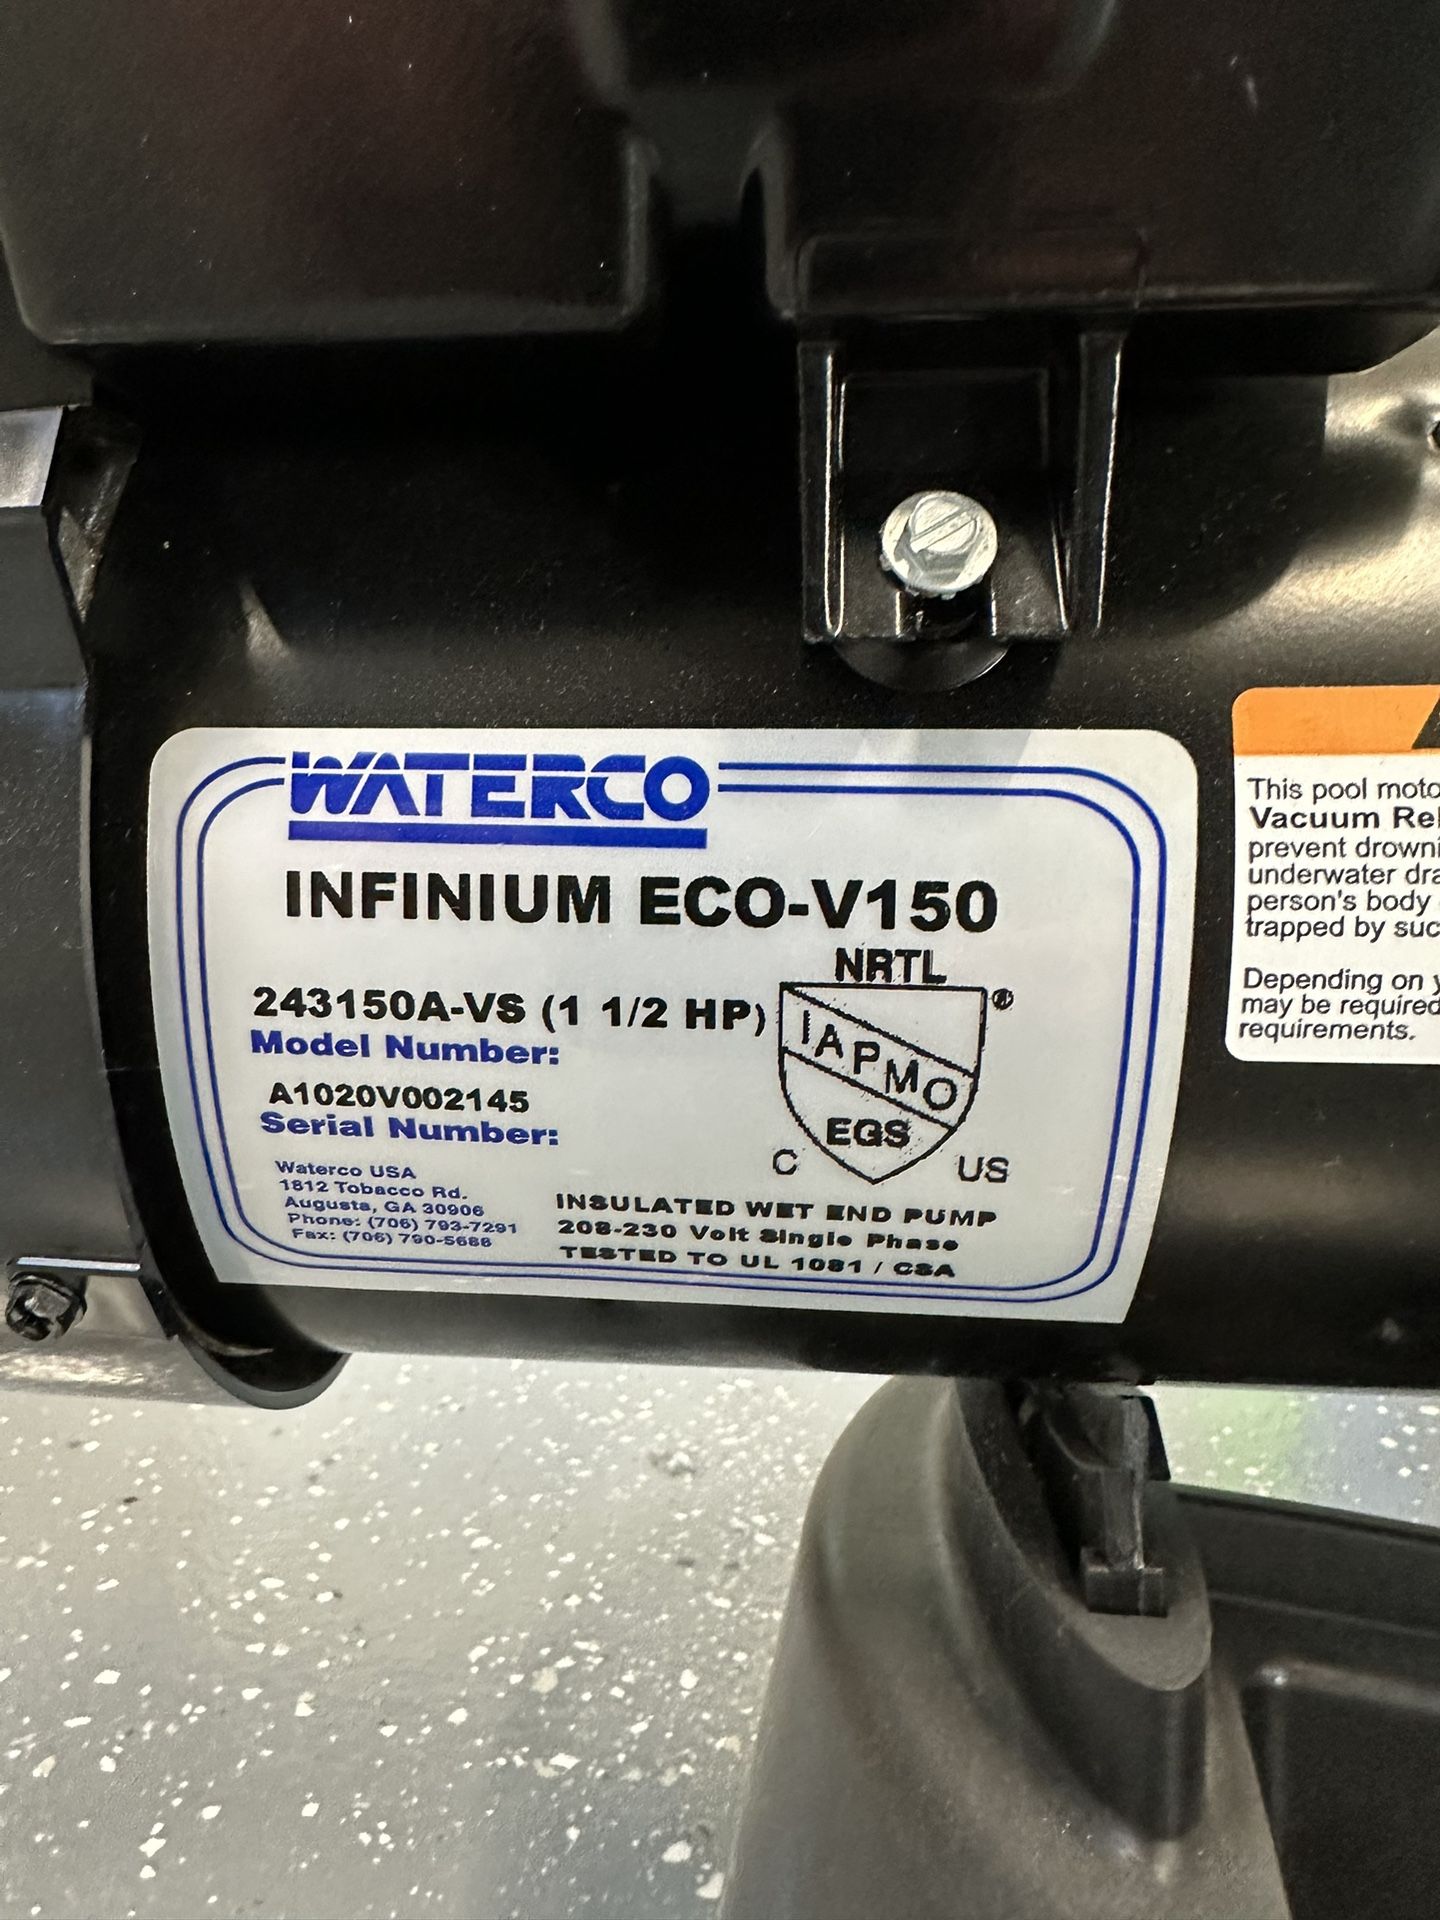 WATERCO
INFINIUM ECO-V150
NRTL
243150A-VS (1 1/2 HP)
Model Number:
®
IAPMO
EGS
C US
A1020V002145
Serial Number:
Waterco USA
1812 Tobacco Rd.
Augusta, GA 30906
Phone: (706) 793-7291
Fax: (706) 790-5688
INSULATED WET END PUMP
208-230 Volt Single Phase
TESTED TO UL 1081 / CSA
This pool moto
Vacuum Rel
prevent drowni
underwater dra
person's body
trapped by suc
Depending on y
may be required
requirements.